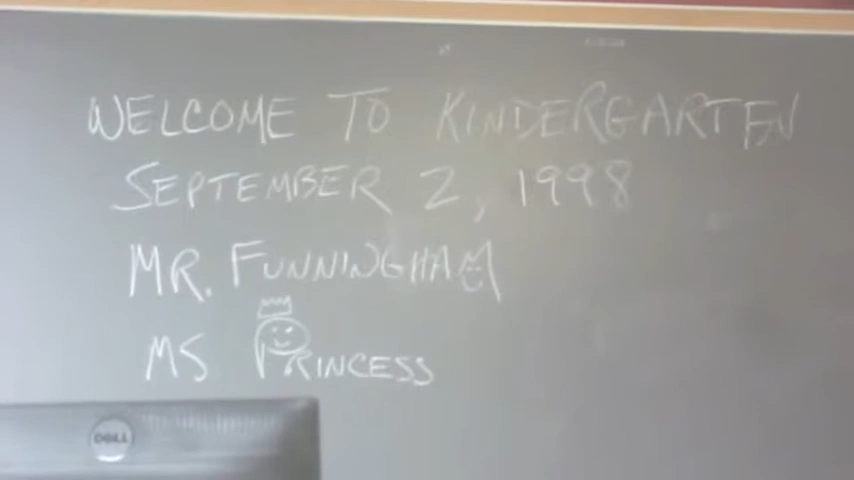 WELCOME TO KINDERGARTEN
SEPTEMBER 2, 1998
MR. FUNNINGHAM
MS PRINCESS
DELL